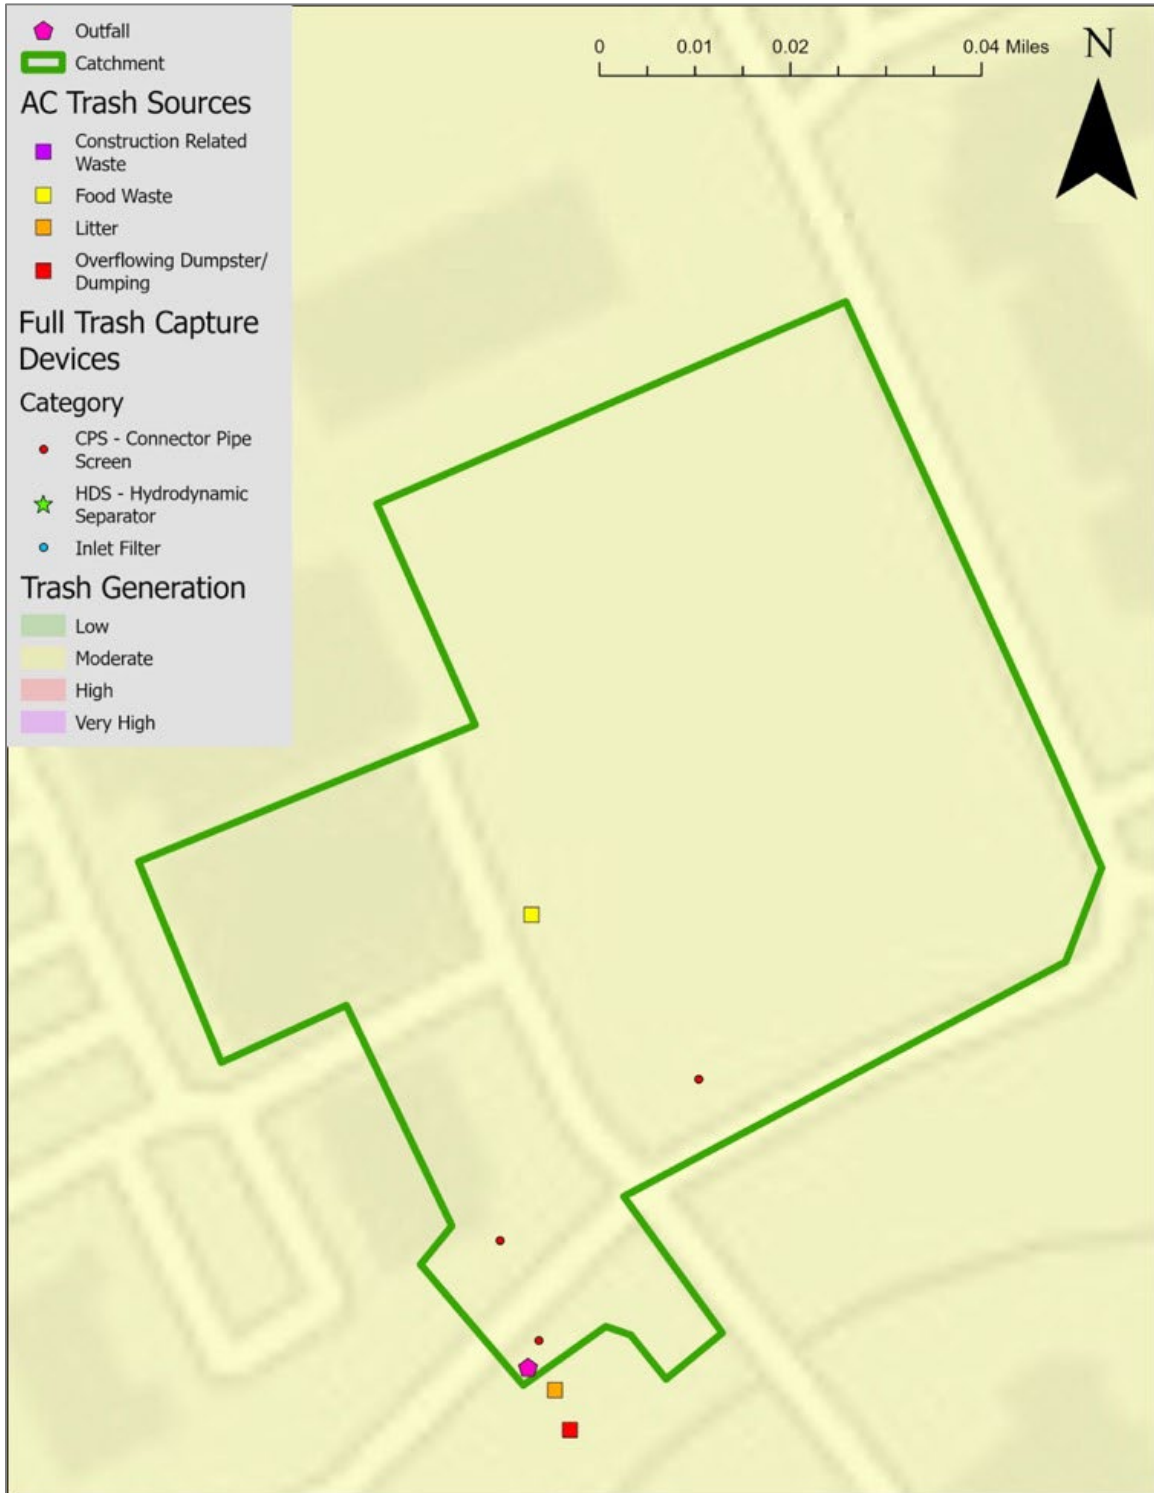 Outfall
Catchment
AC Trash Sources
Construction Related
Waste
Food Waste
Litter
Overflowing Dumpster/
Dumping
Full Trash Capture
Devices
Category
CPS - Connector Pipe
Screen
HDS - Hydrodynamic
Separator
Inlet Filter
Trash Generation
Low
Moderate
High
Very High
0 0.01 0.02 0.04 Miles
N